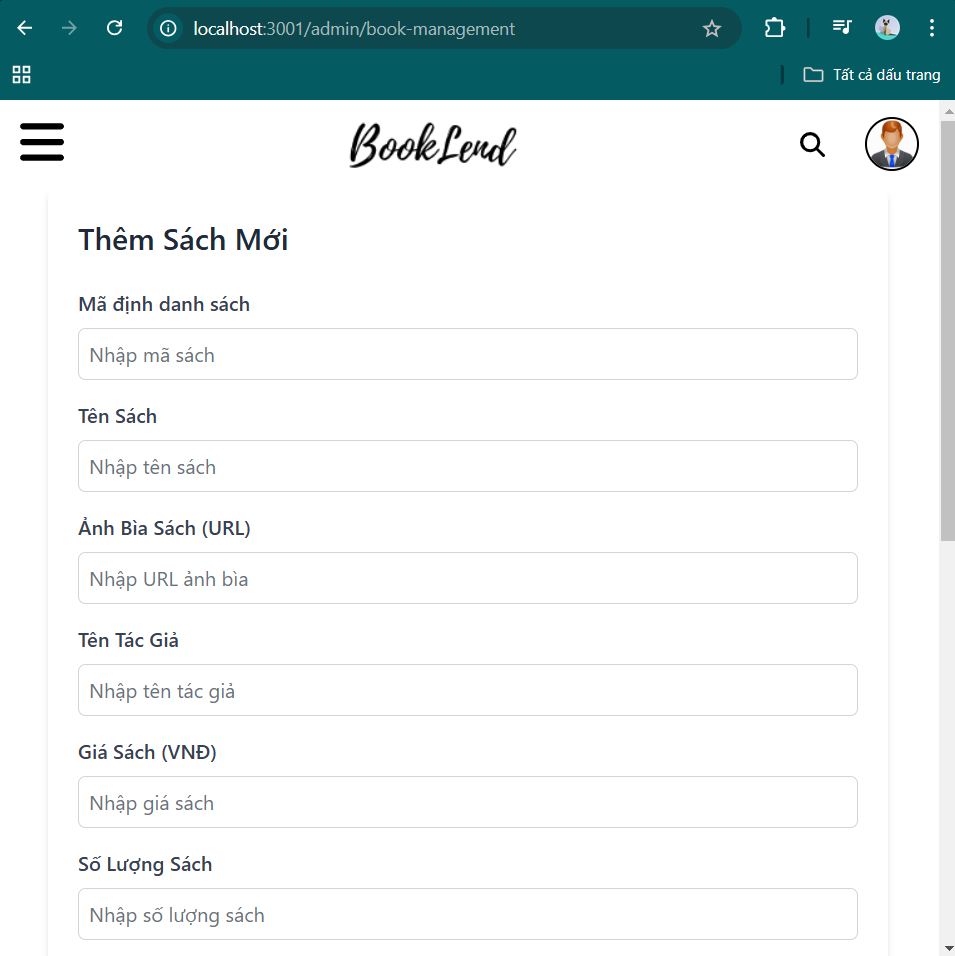 localhost:3001/admin/book-management
Tất cả dấu trang
BookLend
Thêm Sách Mới
Mã định danh sách
Nhập mã sách
Tên Sách
Nhập tên sách
Ảnh Bìa Sách (URL)
Nhập URL ảnh bìa
Tên Tác Giả
Nhập tên tác giả
Giá Sách (VNĐ)
Nhập giá sách
Số Lượng Sách
Nhập số lượng sách